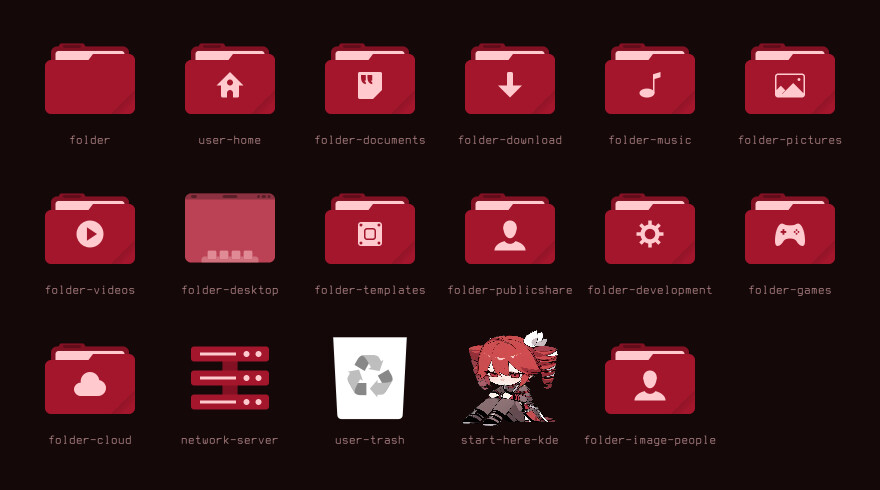 folder user-home folder-documents folder-download folder-music folder-pictures
folder-videos folder-desktop folder-templates folder-publicshare folder-development folder-games
folder-cloud network-server user-trash start-here-kde folder-image-people